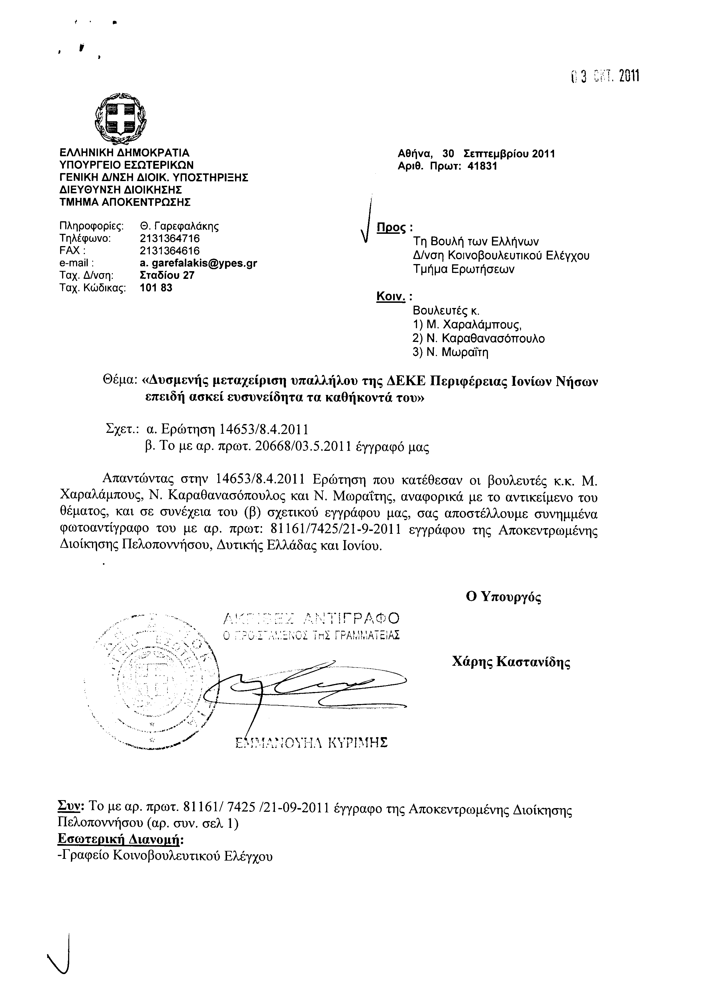 03 ΟΚΤ. 2011
ΕΛΛΗΝΙΚΗ ΔΗΜΟΚΡΑΤΙΑ
ΥΠΟΥΡΓΕΙΟ ΕΣΩΤΕΡΙΚΩΝ
ΓΕΝΙΚΗ Δ/ΝΣΗ ΔΙΟΙΚ. ΥΠΟΣΤΗΡΙΞΗΣ
ΔΙΕΥΘΥΝΣΗ ΔΙΟΙΚΗΣΗΣ
ΤΜΗΜΑ ΑΠΟΚΕΝΤΡΩΣΗΣ
Αθήνα, 30 Σεπτεμβρίου 2011
Αριθ. Πρωτ: 41831
Πληροφορίες: Θ. Γαρεφαλάκης
Τηλέφωνο: 2131364716
FAX : 2131364616
e-mail : a. garefalakis@ypes.gr
Ταχ. Δ/νση: Σταδίου 27
Ταχ. Κώδικας: 101 83
Προς :
Τη Βουλή των Ελλήνων
Δ/νση Κοινοβουλευτικού Ελέγχου
Τμήμα Ερωτήσεων
Κοιν. :
Βουλευτές κ.
1) Μ. Χαραλάμπους,
2) Ν. Καραθανασόπουλο
3) Ν. Μωραΐτη
Θέμα: «Δυσμενής μεταχείριση υπαλλήλου της ΔΕΚΕ Περιφέρειας Ιονίων Νήσων
επειδή ασκεί ευσυνείδητα τα καθήκοντά του»
Σχετ.: α. Ερώτηση 14653/8.4.2011
β. Το με αρ. πρωτ. 20668/03.5.2011 έγγραφό μας
Απαντώντας στην 14653/8.4.2011 Ερώτηση που κατέθεσαν οι βουλευτές κ.κ. Μ.
Χαραλάμπους, Ν. Καραθανασόπουλος και Ν. Μωραΐτης, αναφορικά με το αντικείμενο του
θέματος, και σε συνέχεια του (β) σχετικού εγγράφου μας, σας αποστέλλουμε συνημμένα
φωτοαντίγραφο του με αρ. πρωτ: 81161/7425/21-9-2011 εγγράφου της Αποκεντρωμένης
Διοίκησης Πελοποννήσου, Δυτικής Ελλάδας και Ιονίου.
Ο Υπουργός
ΑΚΡΙΒΕΣ ΑΝΤΙΓΡΑΦΟ
Ο ΠΡΟΪΣΤΑΜΕΝΟΣ ΤΗΣ ΓΡΑΜΜΑΤΕΙΑΣ
Χάρης Καστανίδης
ΕΜΜΑΝΟΥΗΛ ΚΥΡΙΜΗΣ
Συν: Το με αρ. πρωτ. 81161/ 7425 /21-09-2011 έγγραφο της Αποκεντρωμένης Διοίκησης
Πελοποννήσου (αρ. συν. σελ 1)
Εσωτερική Διανομή:
-Γραφείο Κοινοβουλευτικού Ελέγχου